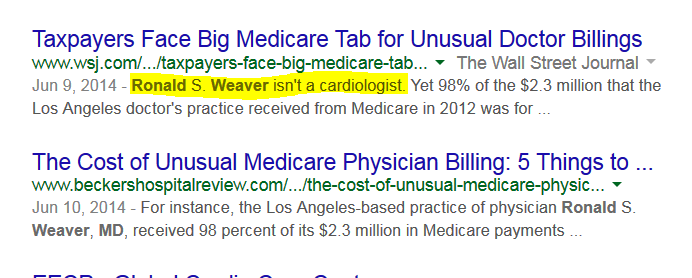 Taxpayers Face Big Medicare Tab for Unusual Doctor Billings
www.wsj.com/.../taxpayers-face-big-medicare-tab... The Wall Street Journal
Jun 9, 2014 - Ronald S. Weaver isn't a cardiologist. Yet 98% of the $2.3 million that the
Los Angeles doctor's practice received from Medicare in 2012 was for ...
The Cost of Unusual Medicare Physician Billing: 5 Things to ...
www.beckershospitalreview.com/.../the-cost-of-unusual-medicare-physic...
Jun 10, 2014 - For instance, the Los Angeles-based practice of physician Ronald S.
Weaver, MD, received 98 percent of its $2.3 million in Medicare payments ...